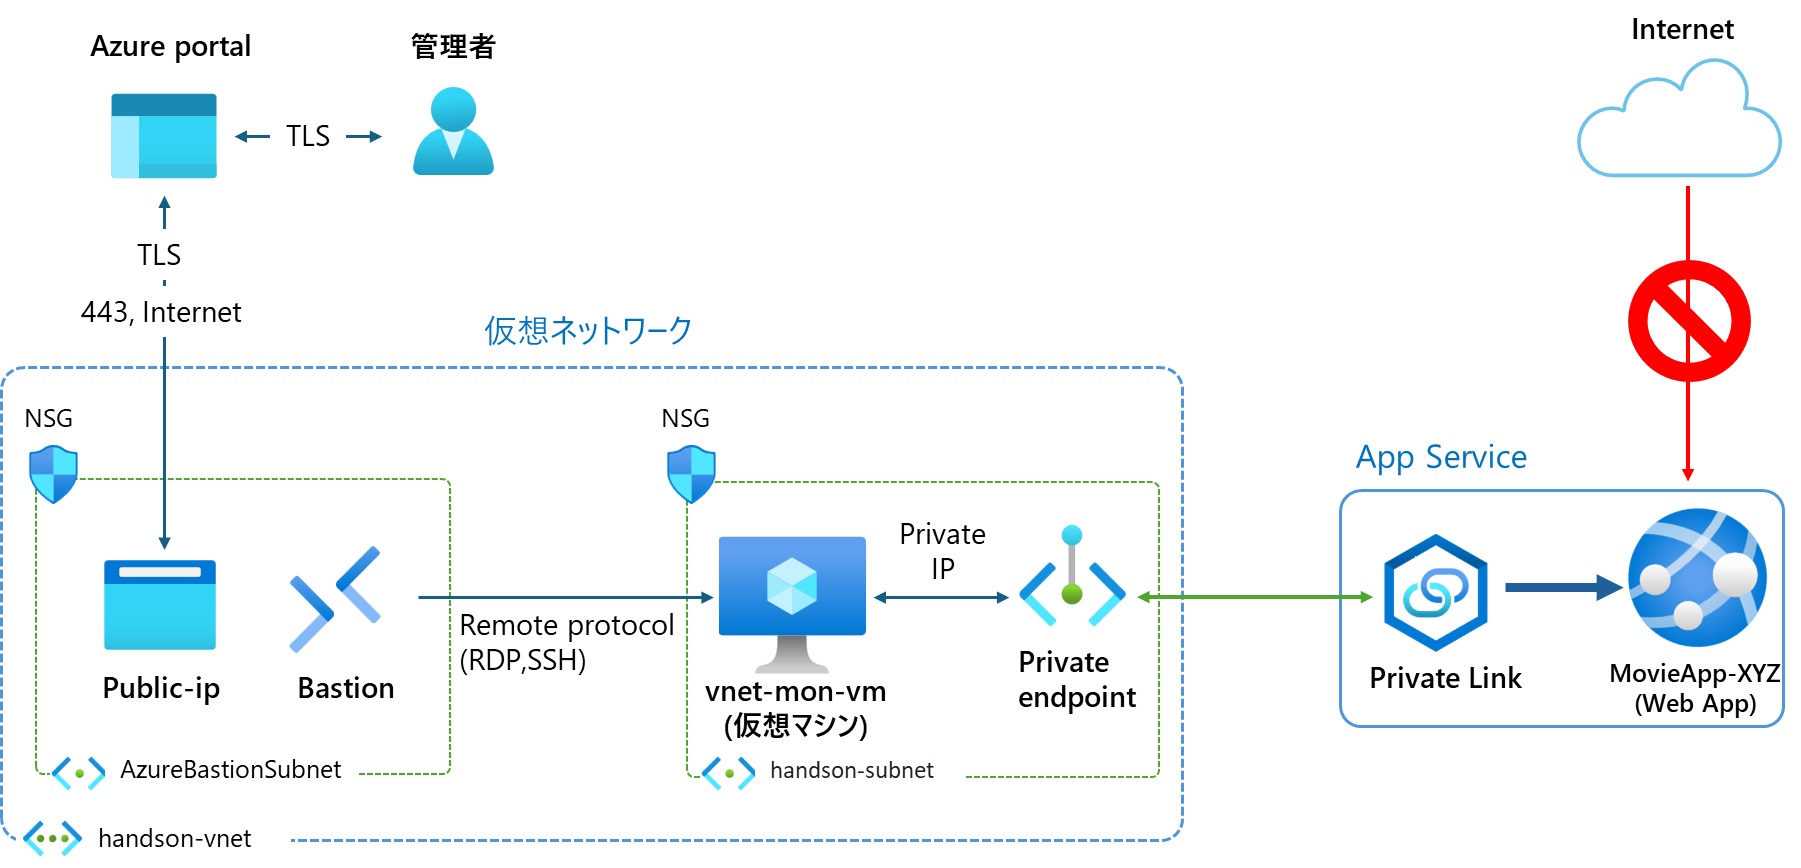 Azure portal
管理者
Internet
TLS
TLS
443, Internet
仮想ネットワーク
NSG
NSG
App Service
Private
IP
Remote protocol
(RDP,SSH)
Public-ip
Bastion
vnet-mon-vm
(仮想マシン)
Private
endpoint
Private Link
MovieApp-XYZ
(Web App)
AzureBastionSubnet
handson-subnet
handson-vnet